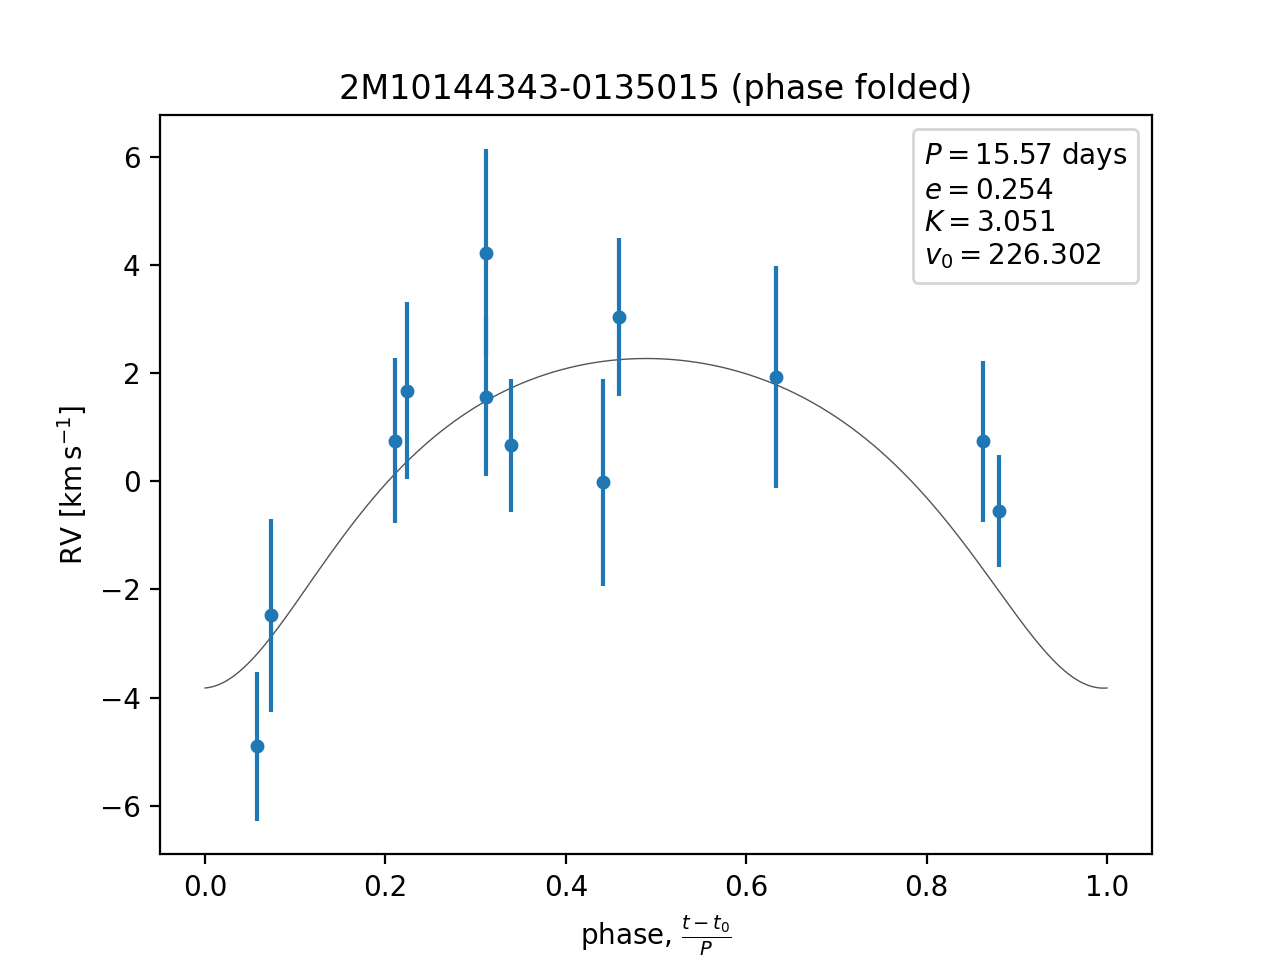 2M10144343-0135015 (phase folded)
P = 15.57 days
e = 0.254
K = 3.051
v₀ = 226.302
RV [km s⁻¹]
6
4
2
0
−2
−4
−6
0.0 0.2 0.4 0.6 0.8 1.0
phase, (t − t₀)/P